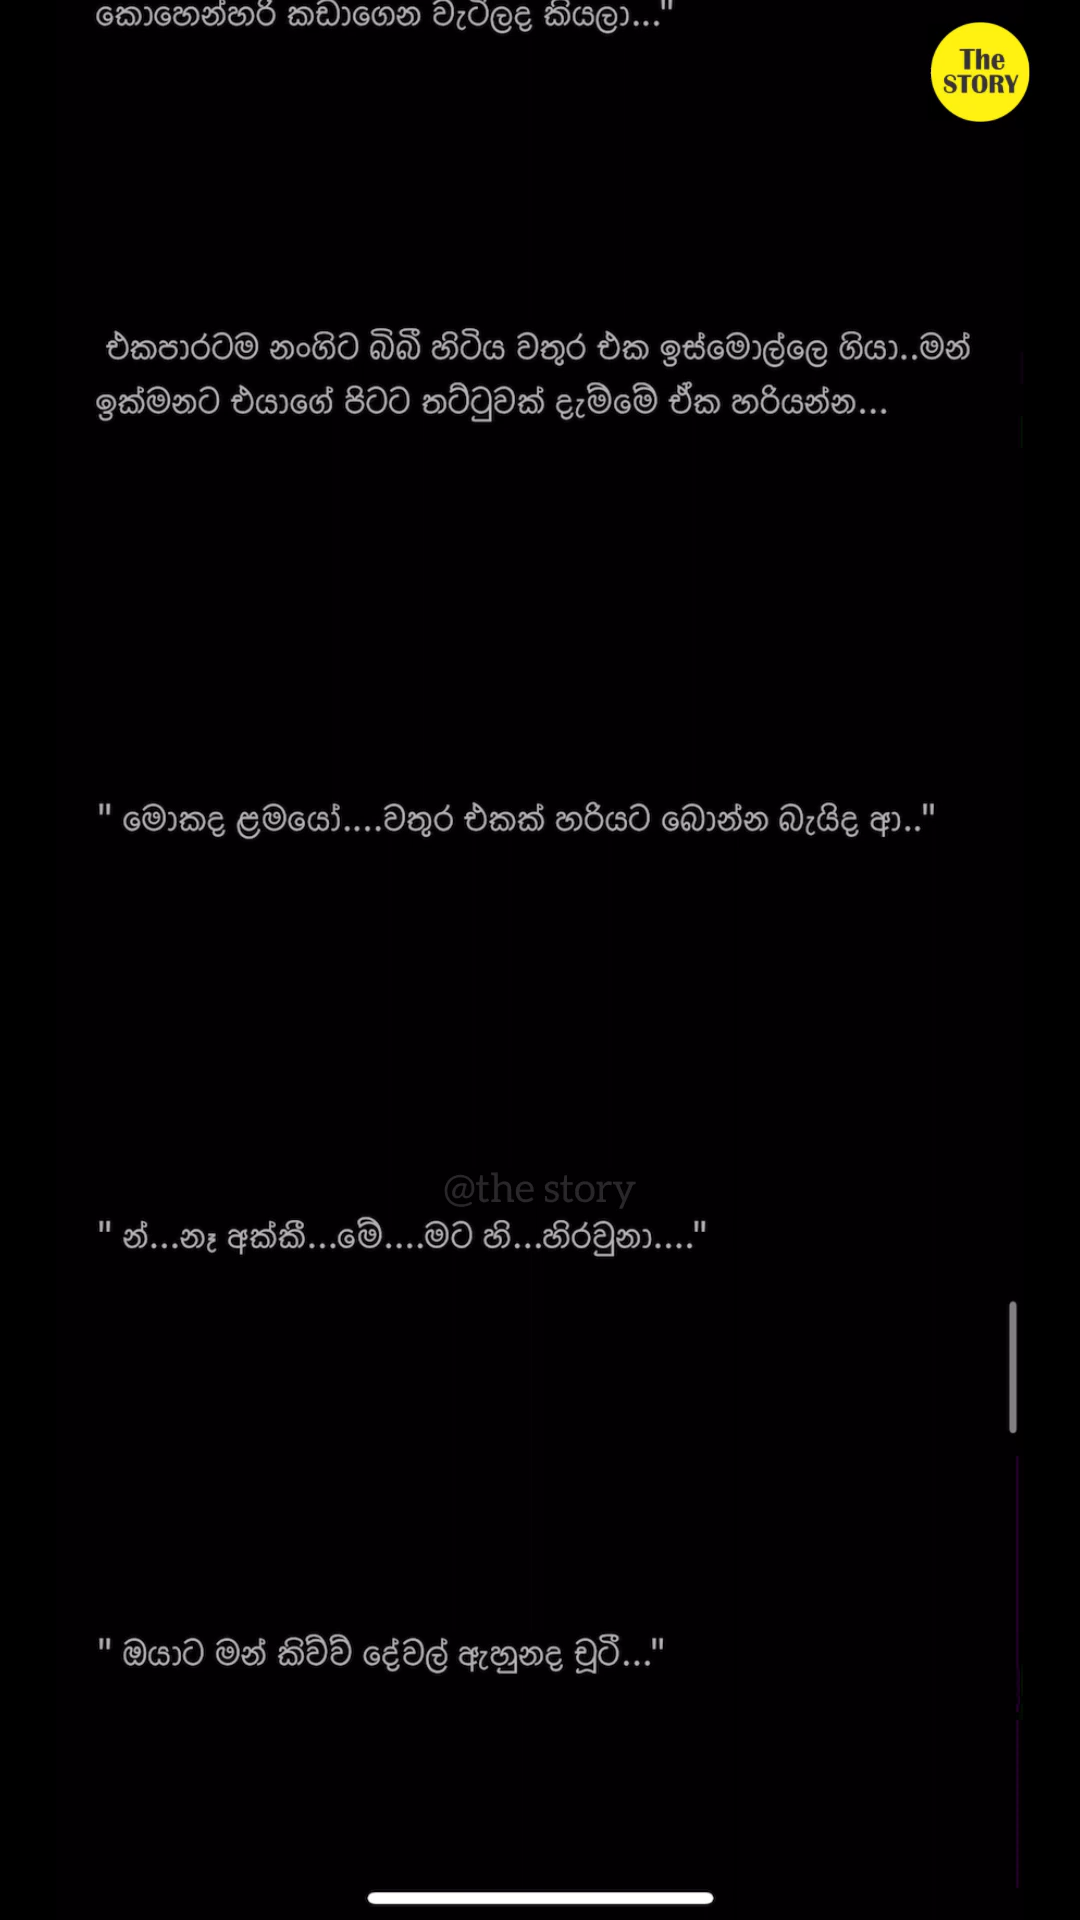 කොහෙන්හරි කඩාගෙන වැටිලද කියලා..."
The
STORY
එකපාරටම නංගිට බිබී හිටිය වතුර එක ඉස්මොල්ලෙ ගියා..මන්
ඉක්මනට එයාගේ පිටට තට්ටුවක් දැම්මේ ඒක හරියන්න...
" මොකද ළමයෝ....වතුර එකක් හරියට බොන්න බැයිද ආ.."
@the story
" න්...නෑ අක්කී...මේ....මට හි...හිරවුනා...."
" ඔයාට මන් කිව්ව් දේවල් ඇහුනද චූටී..."